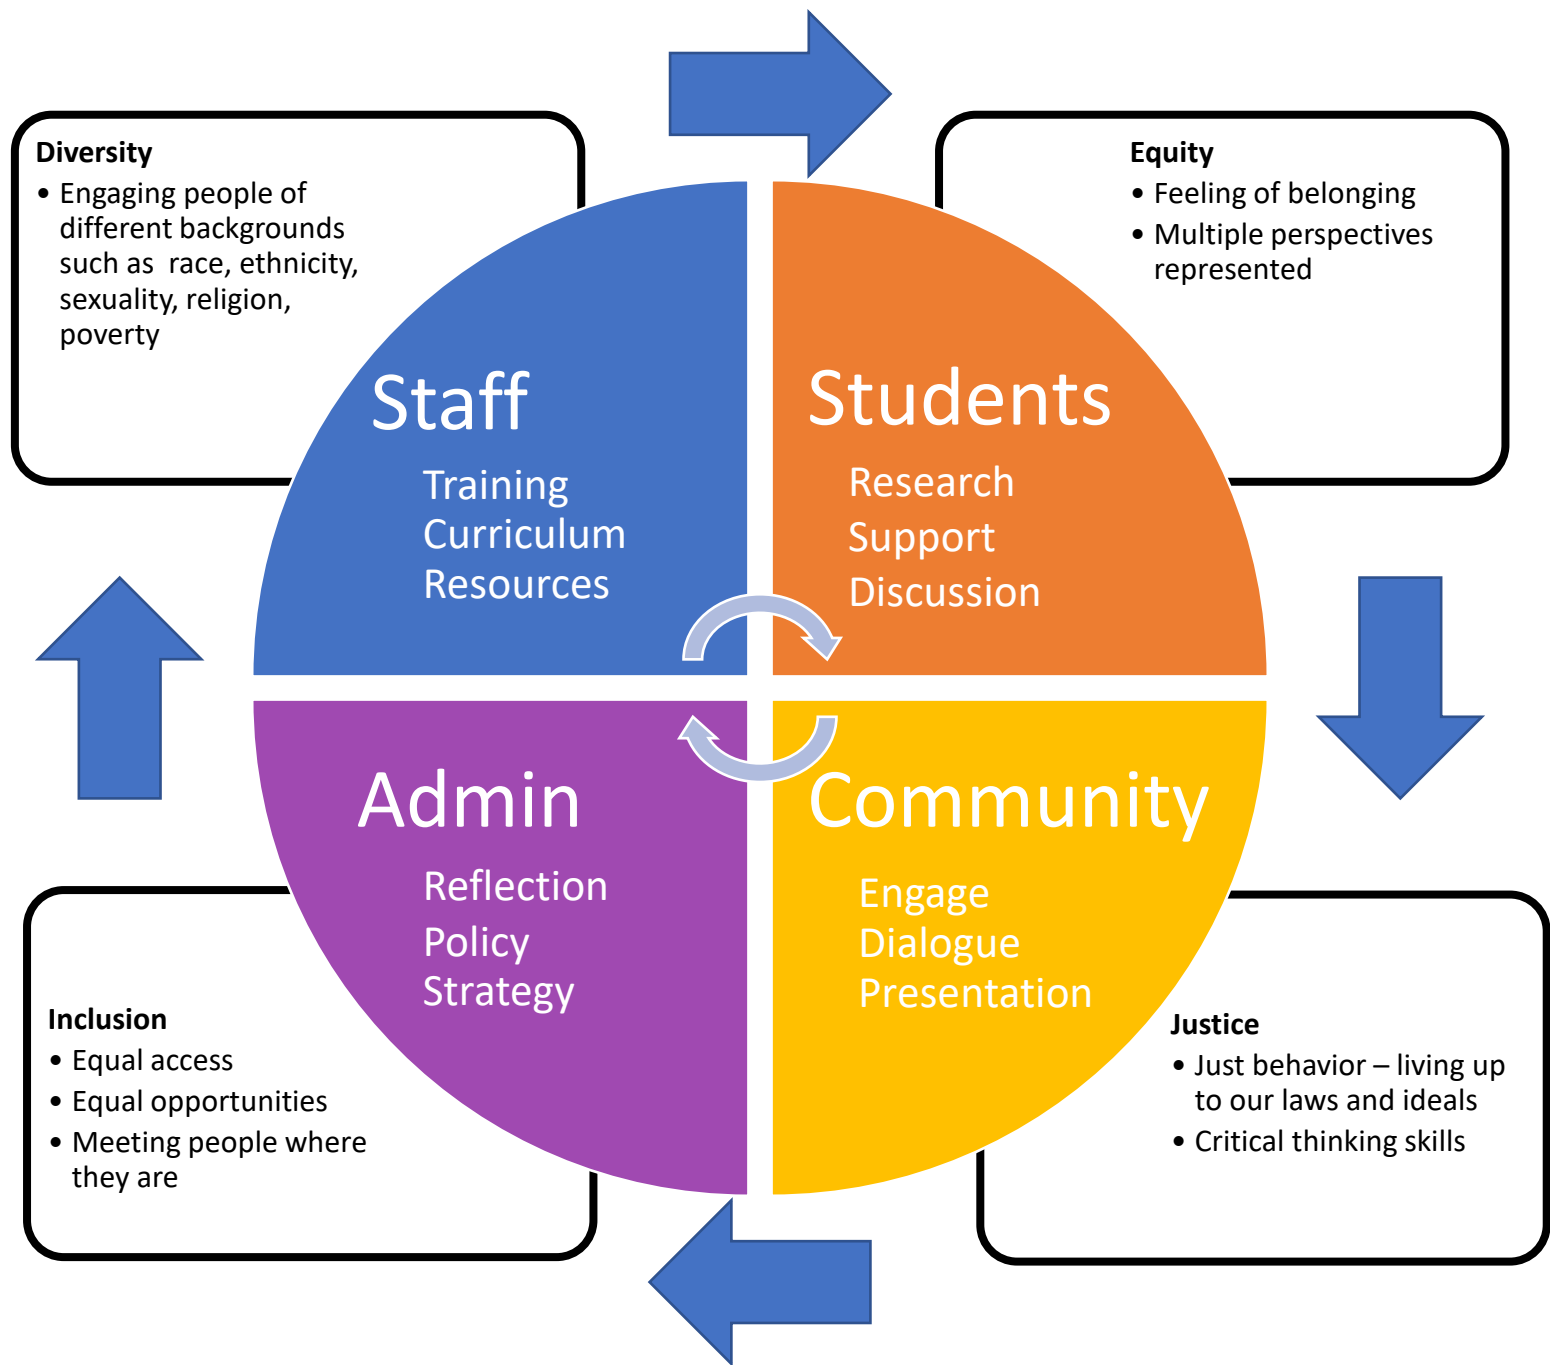 Diversity
• Engaging people of
different backgrounds
such as  race, ethnicity,
sexuality, religion,
poverty
Equity
• Feeling of belonging
• Multiple perspectives
represented
Staff
Training
Curriculum
Resources
Students
Research
Support
Discussion
Admin
Reflection
Policy
Strategy
Community
Engage
Dialogue
Presentation
Inclusion
• Equal access
• Equal opportunities
• Meeting people where
they are
Justice
• Just behavior – living up
to our laws and ideals
• Critical thinking skills